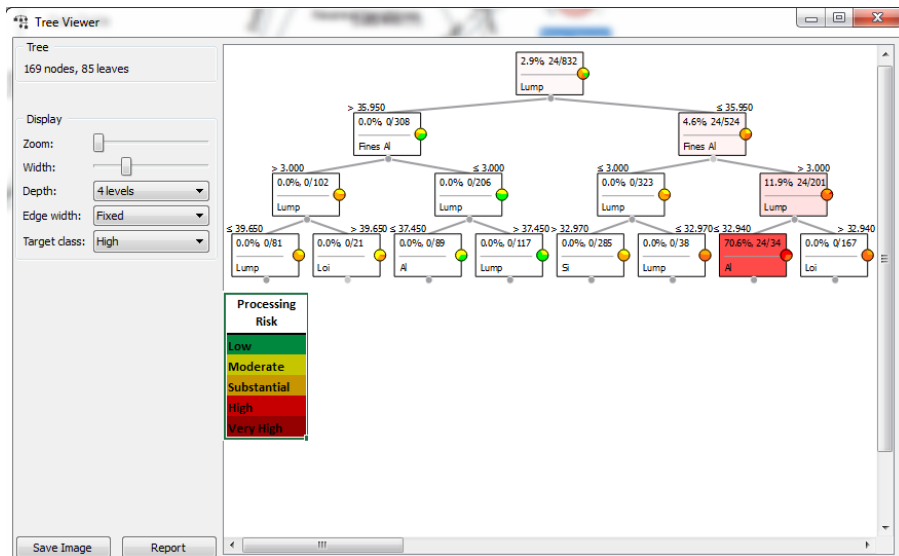 Tree Viewer
Tree
169 nodes, 85 leaves
Display
Zoom:
Width:
Depth: 4 levels
Edge width: Fixed
Target class: High
Save Image Report
2.9% 24/832
Lump
> 35.950 ≤ 35.950
0.0% 0/308 4.6% 24/524
Fines Al Fines Al
> 3.000 ≤ 3.000 ≤ 3.000 > 3.000
0.0% 0/102 0.0% 0/206 0.0% 0/323 11.9% 24/201
Lump Lump Lump Lump
≤ 39.650 > 39.650 ≤ 37.450 > 37.450 > 32.970 ≤ 32.970 ≤ 32.940 > 32.940
0.0% 0/81 0.0% 0/21 0.0% 0/89 0.0% 0/117 0.0% 0/285 0.0% 0/38 70.6% 24/34 0.0% 0/167
Lump Loi Al Lump Si Lump Al Loi
Processing
Risk
Low
Moderate
Substantial
High
Very High